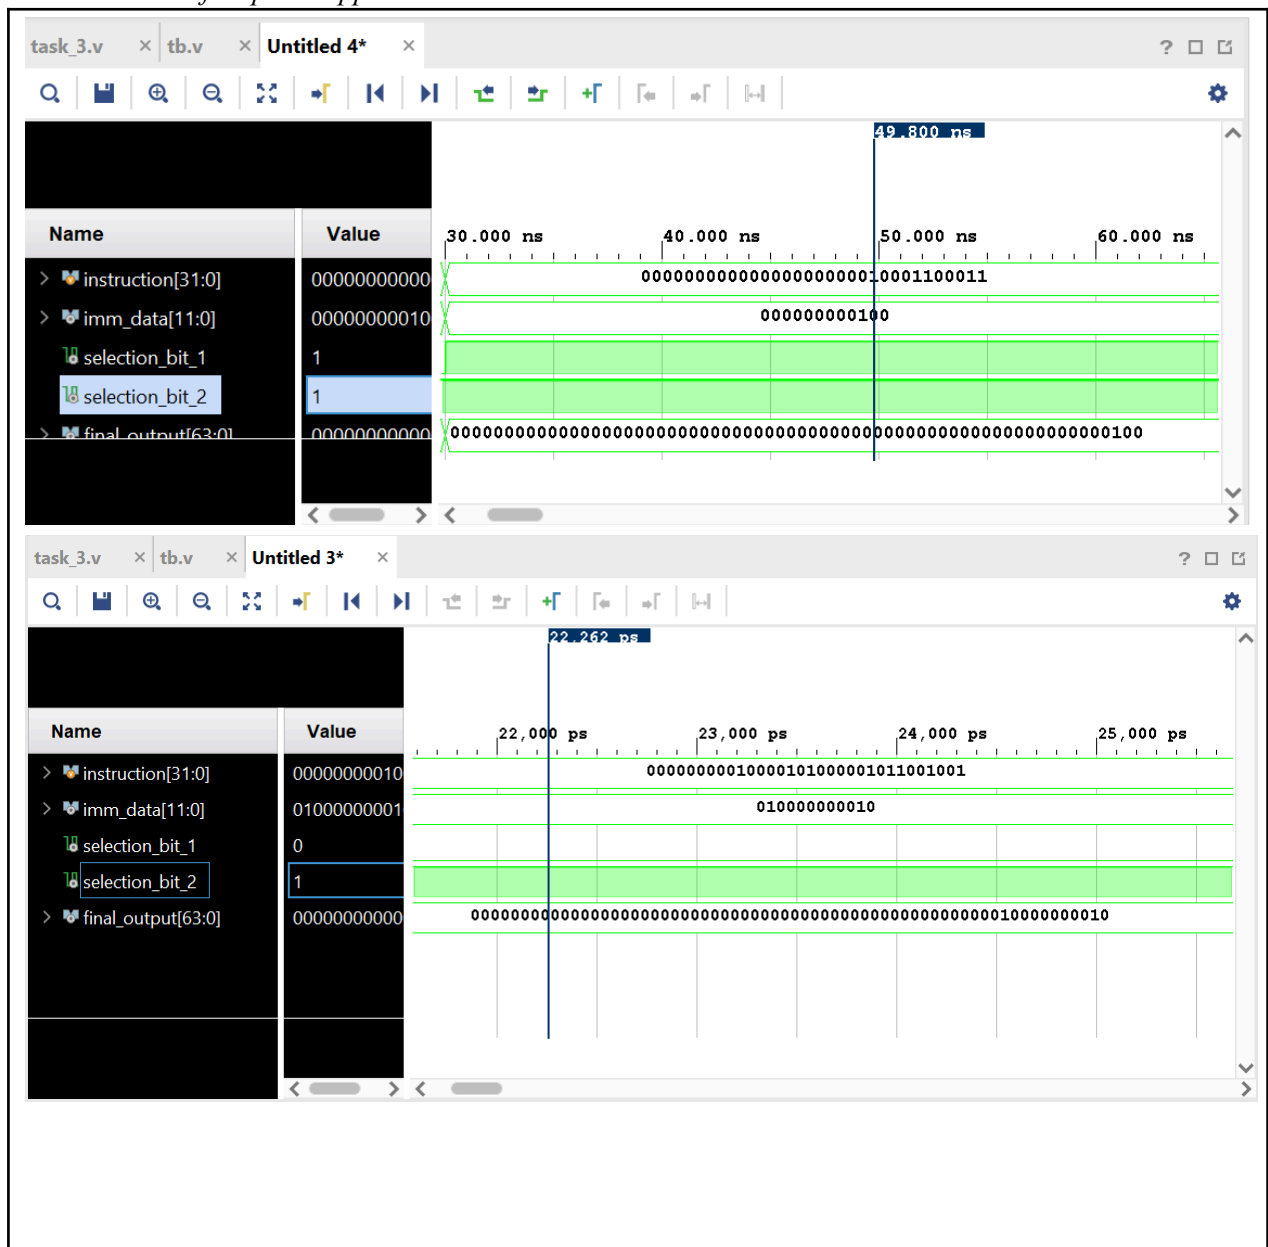 task_3.v × tb.v × Untitled 4* × ?
49.800 ns
Name Value 30.000 ns 40.000 ns 50.000 ns 60.000 ns
instruction[31:0] 00000000000 00000000000000000000010001100011
imm_data[11:0] 00000000010 000000000100
selection_bit_1 1
selection_bit_2 1
final_output[63:0] 00000000000 0000000000000000000000000000000000000000000000000000000000000100
task_3.v × tb.v × Untitled 3* × ?
22,262 ps
Name Value 22,000 ps 23,000 ps 24,000 ps 25,000 ps
instruction[31:0] 00000000010 00000000010000101000001011001001
imm_data[11:0] 01000000001 010000000010
selection_bit_1 0
selection_bit_2 1
final_output[63:0] 00000000000 0000000000000000000000000000000000000000000000000000010000000010